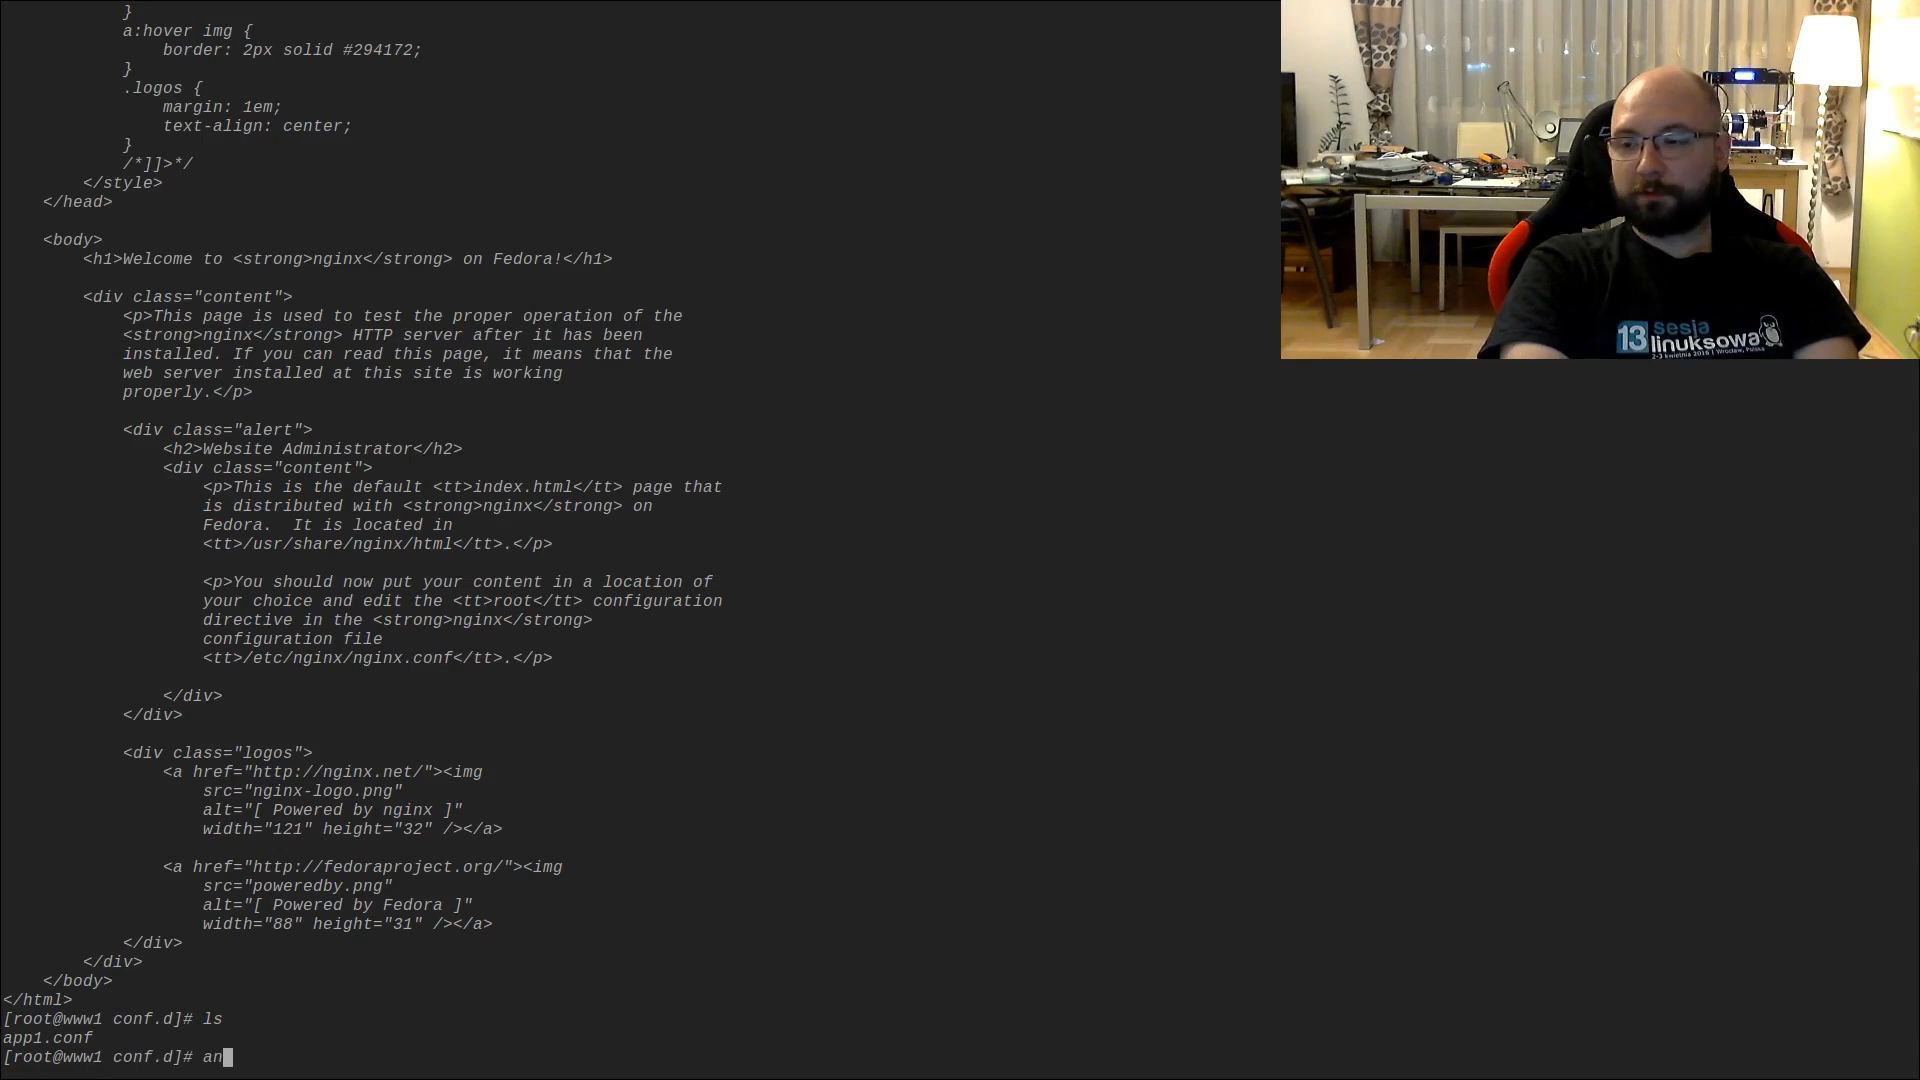 }
a:hover img {
border: 2px solid #294172;
}
.logos {
margin: 1em;
text-align: center;
}
/*]]>*/
</style>
</head>
<body>
<h1>Welcome to <strong>nginx</strong> on Fedora!</h1>
<div class="content">
<p>This page is used to test the proper operation of the
<strong>nginx</strong> HTTP server after it has been
installed. If you can read this page, it means that the
web server installed at this site is working
properly.</p>
<div class="alert">
<h2>Website Administrator</h2>
<div class="content">
<p>This is the default <tt>index.html</tt> page that
is distributed with <strong>nginx</strong> on
Fedora.  It is located in
<tt>/usr/share/nginx/html</tt>.</p>
<p>You should now put your content in a location of
your choice and edit the <tt>root</tt> configuration
directive in the <strong>nginx</strong>
configuration file
<tt>/etc/nginx/nginx.conf</tt>.</p>
</div>
</div>
<div class="logos">
<a href="http://nginx.net/"><img
src="nginx-logo.png"
alt="[ Powered by nginx ]"
width="121" height="32" /></a>
<a href="http://fedoraproject.org/"><img
src="poweredby.png"
alt="[ Powered by Fedora ]"
width="88" height="31" /></a>
</div>
</div>
</body>
</html>
[root@www1 conf.d]# ls
app1.conf
[root@www1 conf.d]# an
13 sesja
linuksowa
2-3 kwietnia 2016 | Wrocław, Polska